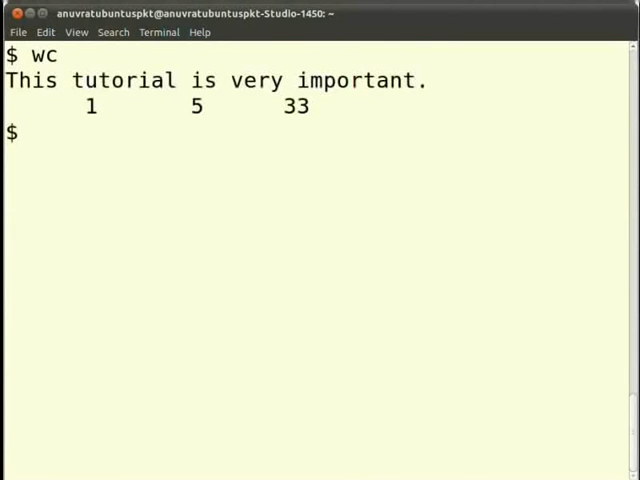 anuvratubuntuspkt@anuvratubuntuspkt-Studio-1450: ~
File Edit View Search Terminal Help
$ wc
This tutorial is very important.
1 5 33
$